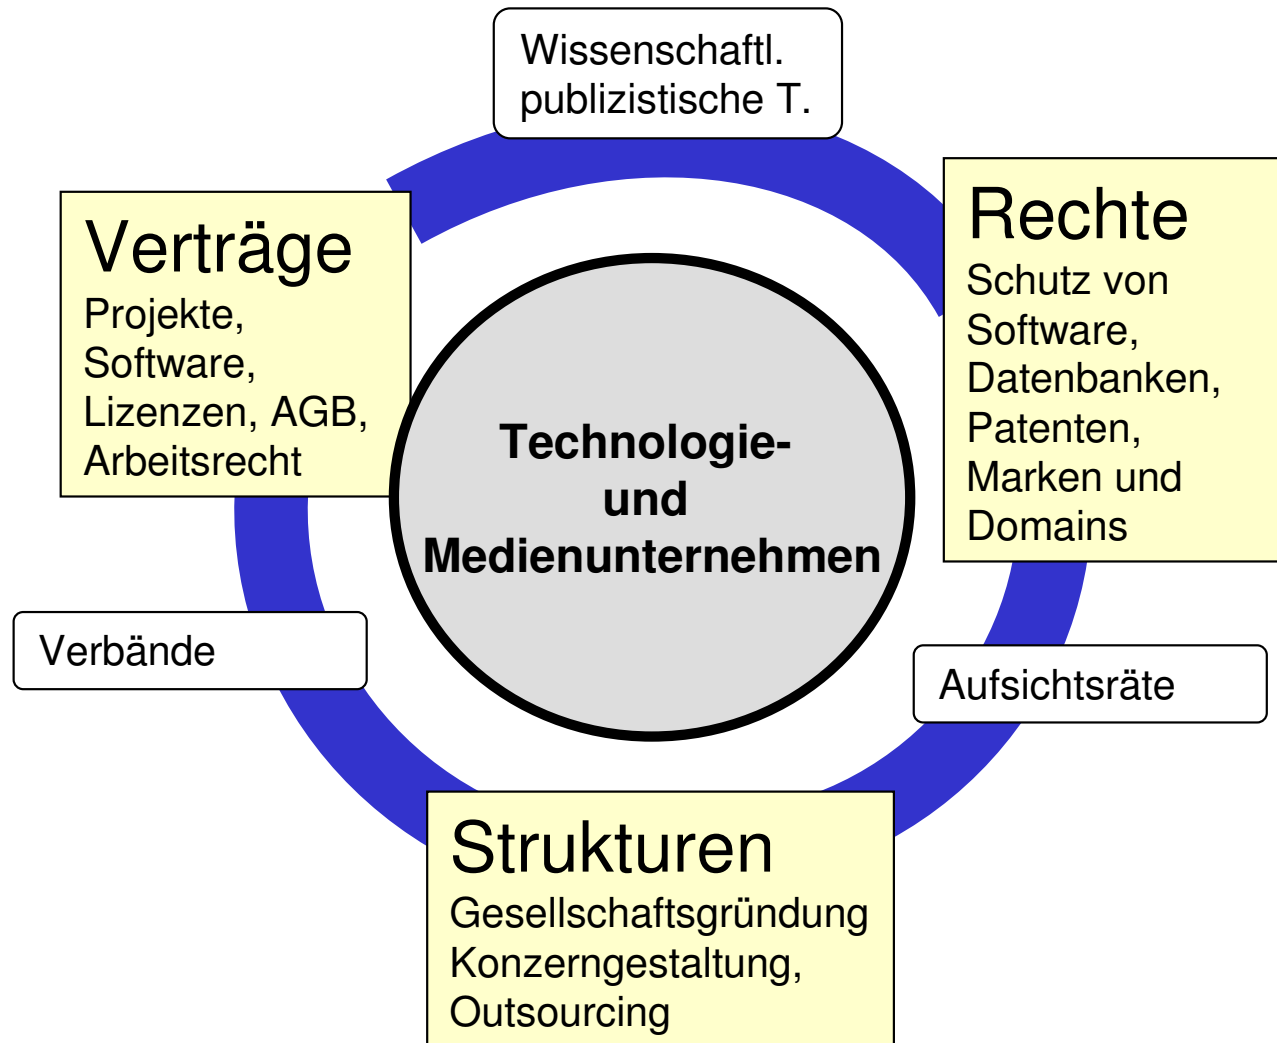 Wissenschaftl.
publizistische T.
Verträge
Projekte,
Software,
Lizenzen, AGB,
Arbeitsrecht
Rechte
Schutz von
Software,
Datenbanken,
Patenten,
Marken und
Domains
Technologie-
und
Medienunternehmen
Verbände
Aufsichtsräte
Strukturen
Gesellschaftsgründung
Konzerngestaltung,
Outsourcing